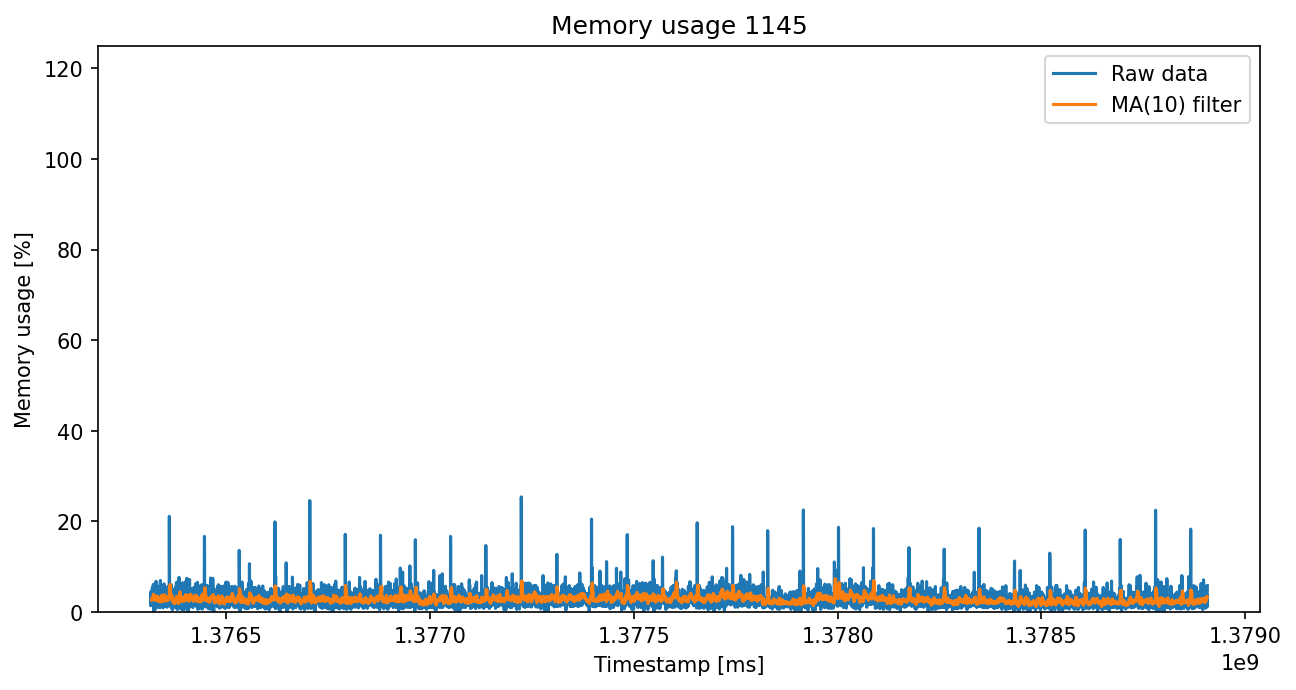 Memory usage 1145
Raw data
MA(10) filter
Memory usage [%]
120
100
80
60
40
20
0
1.3765 1.3770 1.3775 1.3780 1.3785 1.3790
1e9
Timestamp [ms]